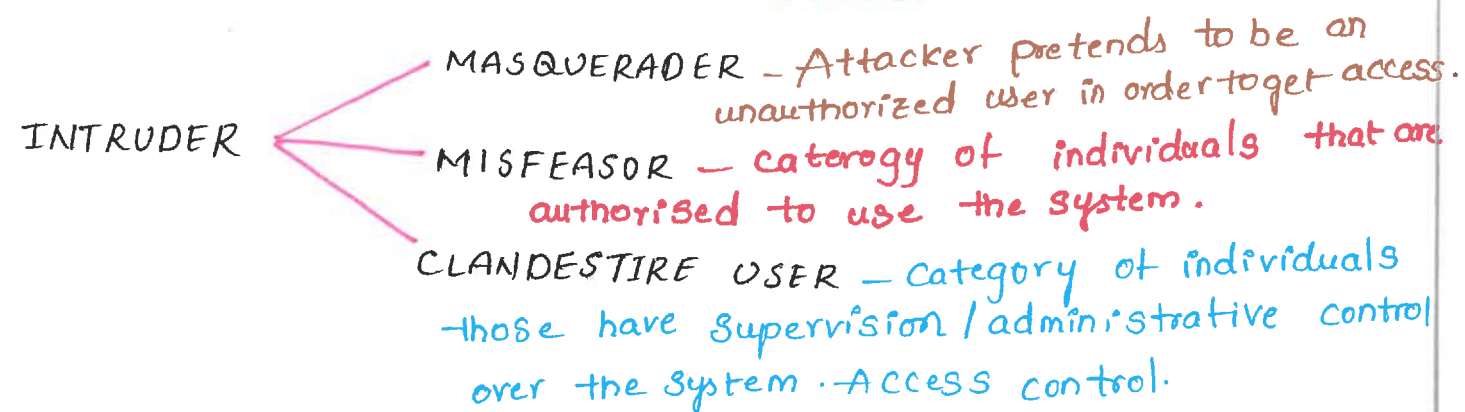 MASQUERADER - Attacker pretends to be an
unauthorized user in order to get access.
INTRUDER
MISFEASOR - caterogy of individuals that are
authorised to use the system.
CLANDESTIRE USER - Category of individuals
those have supervision / administrative control
over the system. Access control.